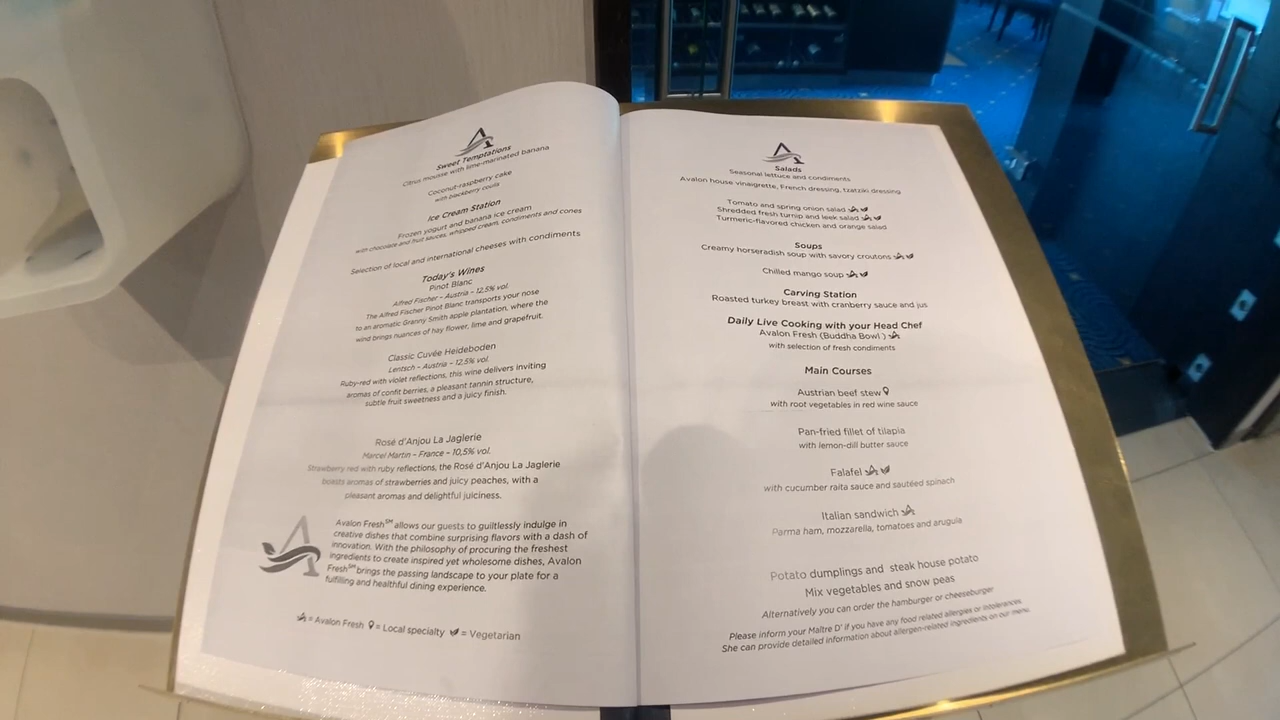 Sweet Temptations
Citrus mousse with lime-marinated banana
Coconut-raspberry cake
with backberry coulis
Ice Cream Station
Frozen yogurt and banana ice cream
with chocolate and fruit sauces, whipped cream, condiments and cones
Selection of local and international cheeses with condiments
Today's Wines
Pinot Blanc
Alfred Fischer – Austria – 12,5% vol.
The Alfred Fischer Pinot Blanc transports your nose
to an aromatic Granny Smith apple plantation, where the
wind brings nuances of hay flower, lime and grapefruit.
Classic Cuvée Heideboden
Lentsch – Austria – 12,5% vol.
Ruby-red with violet reflections, this wine delivers inviting
aromas of confit berries, a pleasant tannin structure,
subtle fruit sweetness and a juicy finish.
Rosé d'Anjou La Jaglerie
Marcel Martin – France – 10,5% vol.
Strawberry red with ruby reflections, the Rosé d'Anjou La Jaglerie
boasts aromas of strawberries and juicy peaches, with a
pleasant aromas and delightful juiciness.
Avalon Fresh℠ allows our guests to guiltlessly indulge in
creative dishes that combine surprising flavors with a dash of
innovation. With the philosophy of procuring the freshest
ingredients to create inspired yet wholesome dishes, Avalon
Fresh℠ brings the passing landscape to your plate for a
fulfilling and healthful dining experience.
= Avalon Fresh = Local specialty = Vegetarian
Salads
Seasonal lettuce and condiments
Avalon house vinaigrette, French dressing, tzatziki dressing
Tomato and spring onion salad
Shredded fresh turnip and leek salad
Turmeric-flavored chicken and orange salad
Soups
Creamy horseradish soup with savory croutons
Chilled mango soup
Carving Station
Roasted turkey breast with cranberry sauce and jus
Daily Live Cooking with your Head Chef
Avalon Fresh (Buddha Bowl )
with selection of fresh condiments
Main Courses
Austrian beef stew
with root vegetables in red wine sauce
Pan-fried fillet of tilapia
with lemon-dill butter sauce
Falafel
with cucumber raita sauce and sautéed spinach
Italian sandwich
Parma ham, mozzarella, tomatoes and arugula
Potato dumplings and steak house potato
Mix vegetables and snow peas
Alternatively you can order the hamburger or cheeseburger
Please inform your Maître D' if you have any food related allergies or intolerances.
She can provide detailed information about allergen-related ingredients on our menu.